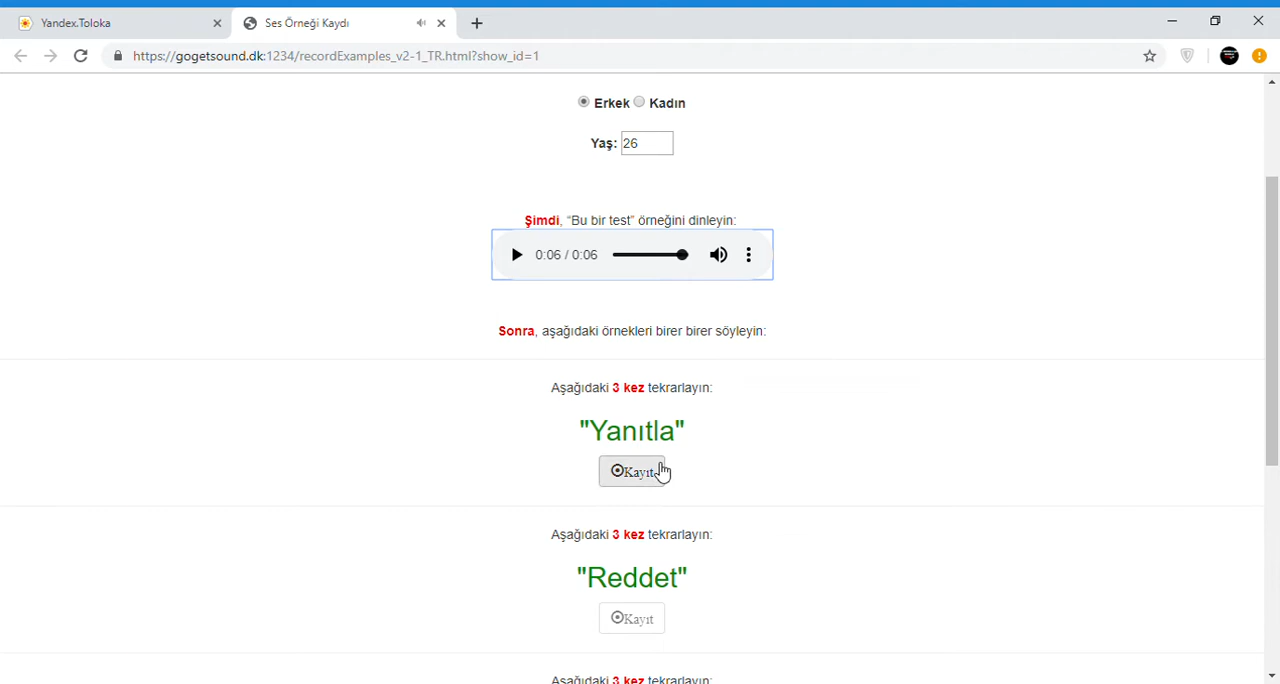 Yandex.Toloka
Ses Örneği Kaydı
https://gogetsound.dk:1234/recordExamples_v2-1_TR.html?show_id=1
Erkek Kadın
Yaş: 26
Şimdi, “Bu bir test” örneğini dinleyin:
0:06 / 0:06
Sonra, aşağıdaki örnekleri birer birer söyleyin:
Aşağıdaki 3 kez tekrarlayın:
"Yanıtla"
Kayıt
Aşağıdaki 3 kez tekrarlayın:
"Reddet"
Kayıt
Aşağıdaki 3 kez tekrarlayın: